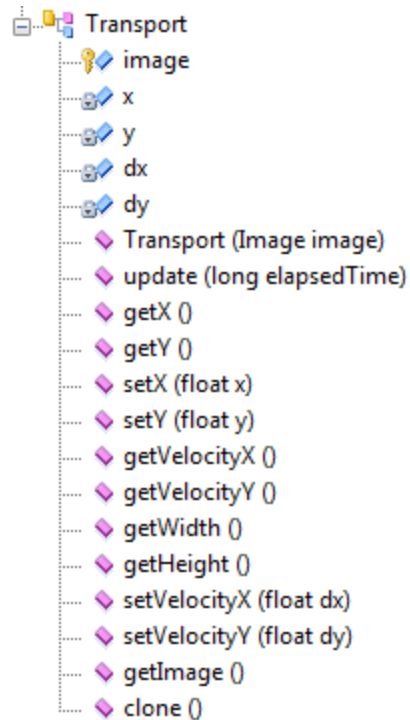 Transport
image
x
y
dx
dy
Transport (Image image)
update (long elapsedTime)
getX ()
getY ()
setX (float x)
setY (float y)
getVelocityX ()
getVelocityY ()
getWidth ()
getHeight ()
setVelocityX (float dx)
setVelocityY (float dy)
getImage ()
clone ()